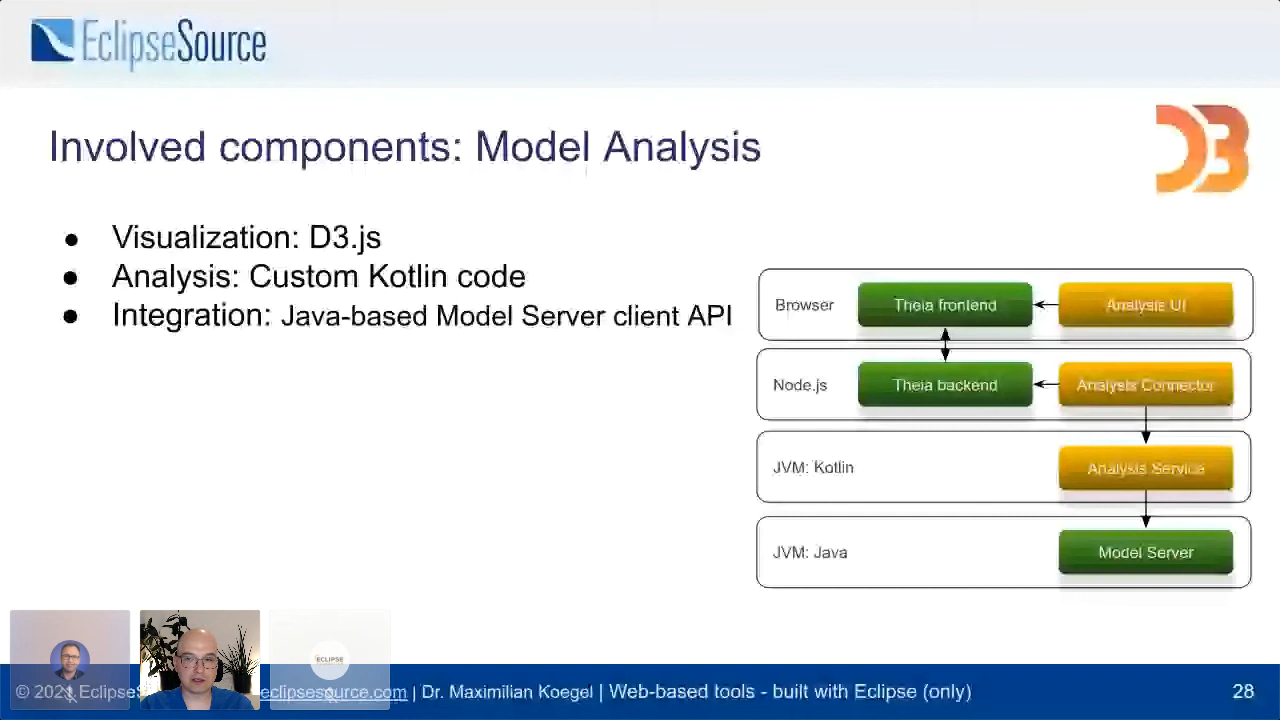 EclipseSource
Involved components: Model Analysis
D3
● Visualization: D3.js
● Analysis: Custom Kotlin code
● Integration: Java-based Model Server client API
Browser
Theia frontend
Analysis UI
Node.js
Theia backend
Analysis Connector
JVM: Kotlin
Analysis Service
JVM: Java
Model Server
ECLIPSE
eclipsesource.com | Dr. Maximilian Koegel | Web-based tools - built with Eclipse (only)
28